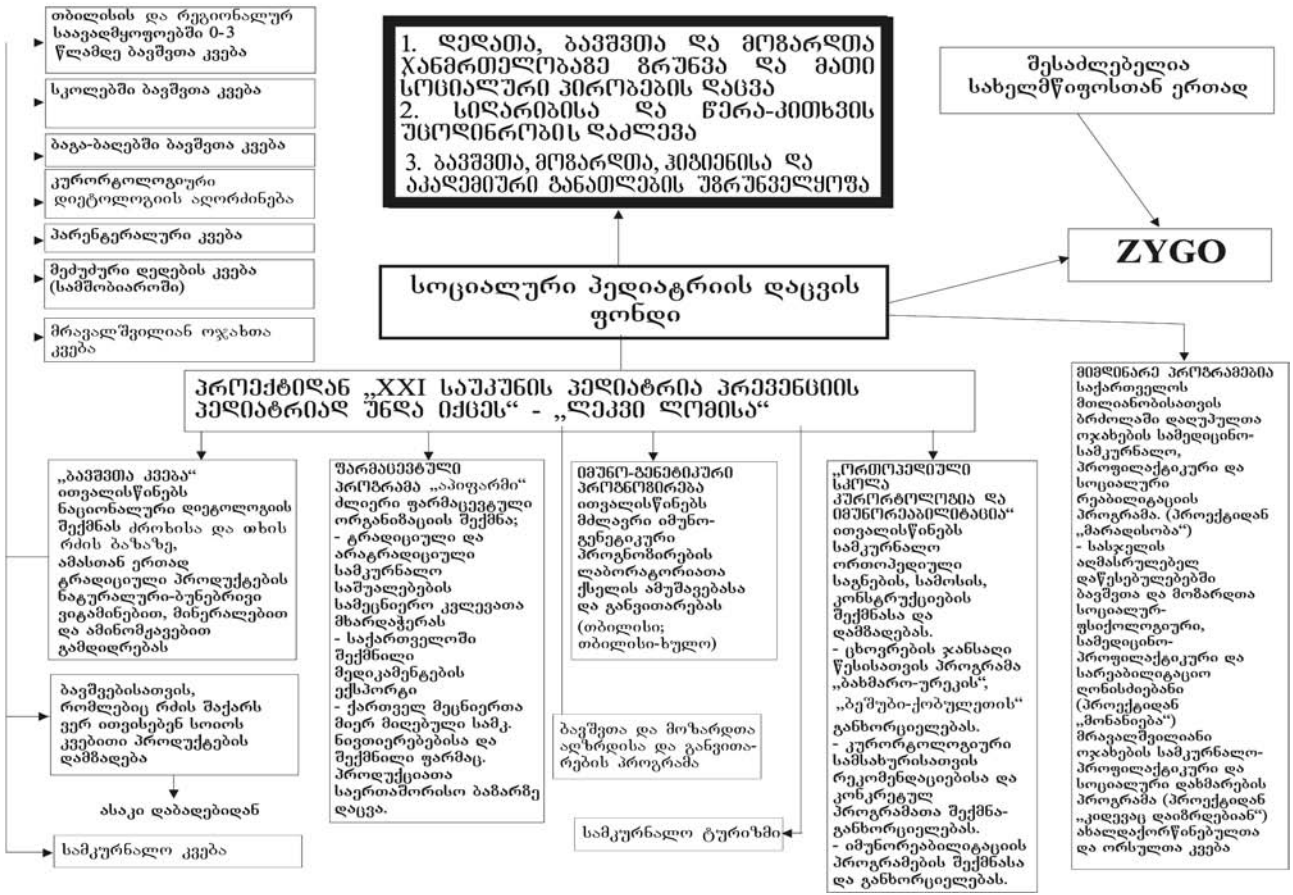 თბილისის და რეგიონალურ
საავადმყოფოებში 0-3
წლამდე ბავშვთა კვება
სკოლებში ბავშვთა კვება
ბაგა-ბაღებში ბავშვთა კვება
კურორტოლოგიური
დიეტოლოგიის აღორძინება
პარენტერალური კვება
მეძუძური დედების კვება
(სამშობიაროში)
მრავალშვილიან ოჯახთა
კვება
1. დედათა, ბავშვთა და მოზარდთა
ჯანმრთელობაზე ზრუნვა და მათი
სოციალური პირობების დაცვა
2. სიღარიბისა და წერა-კითხვის
უცოდინრობის დაძლევა
3. ბავშვთა, მოზარდთა, ჰიგიენისა და
აკადემიური განათლების უზრუნველყოფა
შესაძლებელია
სახელმწიფოსთან ერთად
ZYGO
სოციალური პედიატრიის დაცვის
ფონდი
პროექტიდან „XXI საუკუნის პედიატრია პრევენციის
პედიატრიად უნდა იქცეს“ - „ლეკვი ლომისა“
„ბავშვთა კვება“
ითვალისწინებს
ნაციონალური დიეტოლოგიის
შექმნას ძროხისა და თხის
რძის ბაზაზე,
ამასთან ერთად
ტრადიციული პროდუქტების
ნატურალური-ბუნებრივი
ვიტამინებით, მინერალებით
და ამინომჟავებით
გამდიდრებას
ბავშვებისათვის,
რომლებიც რძის შაქარს
ვერ ითვისებენ სოიოს
კვებითი პროდუქტების
დამზადება
ასაკი დაბადებიდან
სამკურნალო კვება
ფარმაცევტული
პროგრამა „აპიფარმი“
ძლიერი ფარმაცევტული
ორგანიზაციის შექმნა;
- ტრადიციული და
არატრადიციული
სამკურნალო
საშუალებების
სამეცნიერო კვლევათა
მხარდაჭერას
- საქართველოში
შექმნილი
მედიკამენტების
ექსპორტი
- ქართველ მეცნიერთა
მიერ მიღებული სამკ.
ნივთიერებებისა და
შექმნილი ფარმაც.
პროდუქციათა
საერთაშორისო ბაზარზე
დაცვა.
იმუნო-გენეტიკური
პროგნოზირება
ითვალისწინებს
მძლავრი იმუნო-
გენეტიკური
პროგნოზირების
ლაბორატორიათა
ქსელის ამუშავებასა
და განვითარებას
(თბილისი;
თბილისი-ხულო)
ბავშვთა და მოზარდთა
აღზრდისა და განვითა-
რების პროგრამა
სამკურნალო ტურიზმი
„ორთოპედიული
სკოლა
კურორტოლოგია და
იმუნორეაბილიტაცია“
ითვალისწინებს
სამკურნალო
ორთოპედიული
საგნების, სამოსის,
კონსტრუქციების
შექმნასა და
დამზადებას.
- ცხოვრების ჯანსაღი
წესისათვის პროგრამა
„ბახმარო-ურეკის“,
„ბეშუბი-ქობულეთის“
განხორციელებას.
- კურორტოლოგიური
სამსახურისათვის
რეკომენდაციებისა და
კონკრეტულ
პროგრამათა შექმნა-
განხორციელებას.
- იმუნორეაბილიტაციის
პროგრამების შექმნასა
და განხორციელებას.
მიმდინარე პროგრამებია
საქართველოს
მთლიანობისათვის
ბრძოლაში დაღუპულთა
ოჯახების სამედიცინო-
სამკურნალო,
პროფილაქტიკური და
სოციალური
რეაბილიტაციის
პროგრამა. (პროექტიდან
„მარადისობა“)
- სასჯელის
აღმასრულებელ
დაწესებულებებში
ბავშვთა და მოზარდთა
სოციალურ-
ფსიქოლოგიური,
სამედიცინო-
პროფილაქტიკური და
სარეაბილიტაციო
ღონისძიებანი
(პროექტიდან
„მონანიება“)
მრავალშვილიანი
ოჯახების სამკურნალო-
პროფილაქტიკური და
სოციალური დახმარების
პროგრამა (პროექტიდან
„კიდევაც დაიზრდებიან“)
ახალდაქორწინებულთა
და ორსულთა კვება